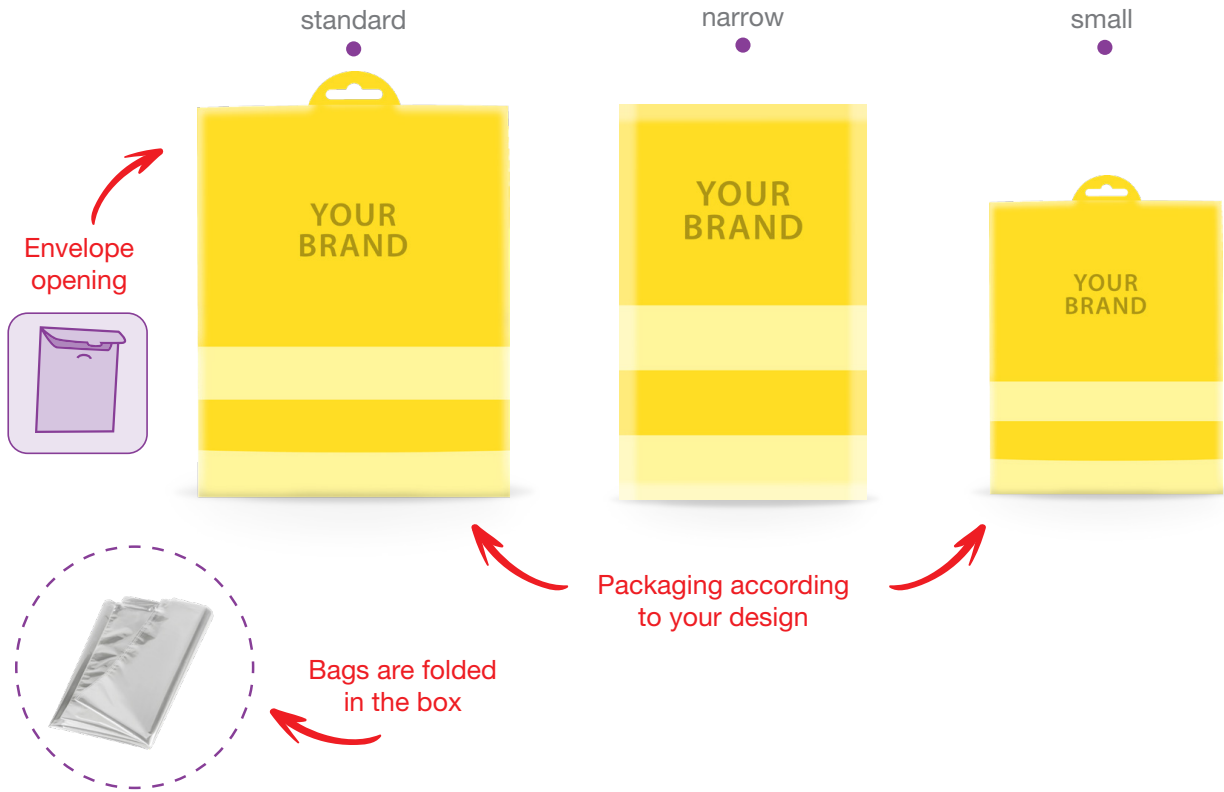 standard
narrow
small
YOUR
BRAND
YOUR
BRAND
YOUR
BRAND
Envelope
opening
Packaging according
to your design
Bags are folded
in the box